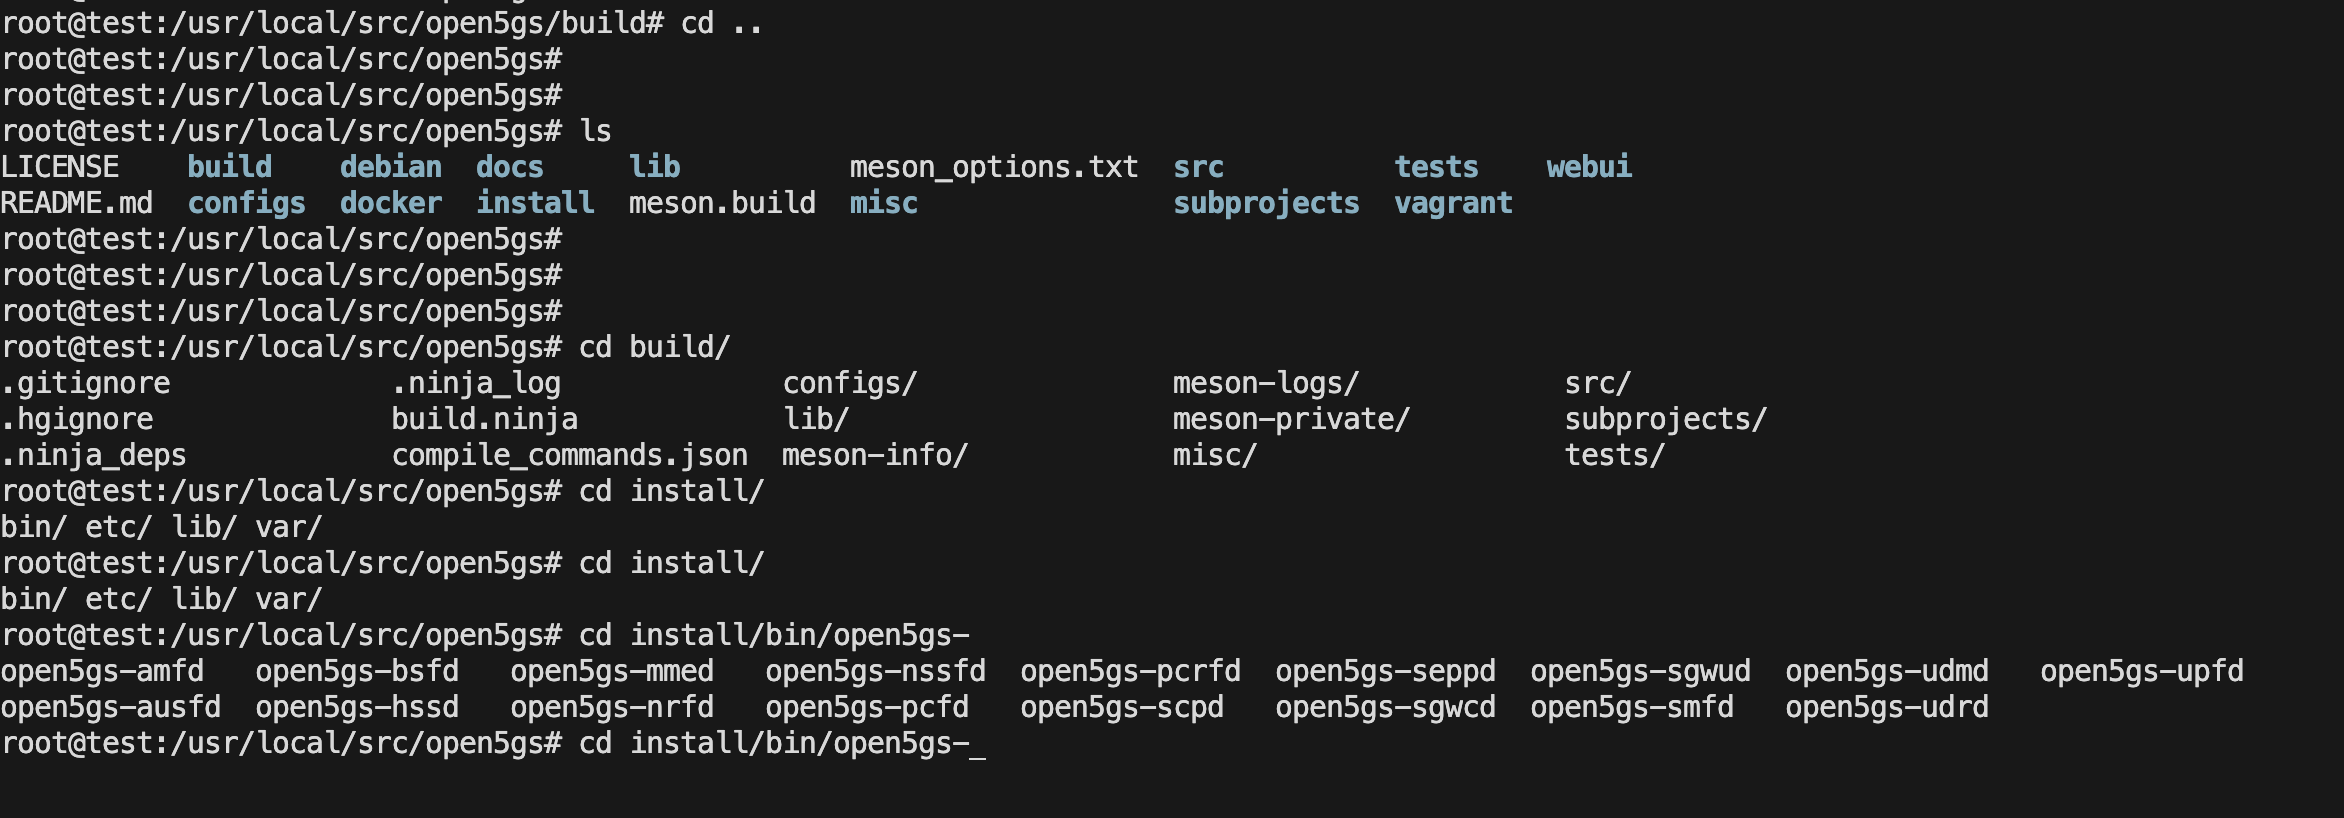 root@test:/usr/local/src/open5gs/build# cd ..
root@test:/usr/local/src/open5gs#
root@test:/usr/local/src/open5gs#
root@test:/usr/local/src/open5gs# ls
LICENSE    build    debian  docs     lib          meson_options.txt  src          tests    webui
README.md  configs  docker  install  meson.build  misc               subprojects  vagrant
root@test:/usr/local/src/open5gs#
root@test:/usr/local/src/open5gs#
root@test:/usr/local/src/open5gs#
root@test:/usr/local/src/open5gs# cd build/
.gitignore             .ninja_log             configs/               meson-logs/            src/
.hgignore              build.ninja            lib/                   meson-private/         subprojects/
.ninja_deps            compile_commands.json  meson-info/            misc/                  tests/
root@test:/usr/local/src/open5gs# cd install/
bin/ etc/ lib/ var/
root@test:/usr/local/src/open5gs# cd install/
bin/ etc/ lib/ var/
root@test:/usr/local/src/open5gs# cd install/bin/open5gs-
open5gs-amfd   open5gs-bsfd   open5gs-mmed   open5gs-nssfd  open5gs-pcrfd  open5gs-seppd  open5gs-sgwud  open5gs-udmd   open5gs-upfd
open5gs-ausfd  open5gs-hssd   open5gs-nrfd   open5gs-pcfd   open5gs-scpd   open5gs-sgwcd  open5gs-smfd   open5gs-udrd
root@test:/usr/local/src/open5gs# cd install/bin/open5gs-_